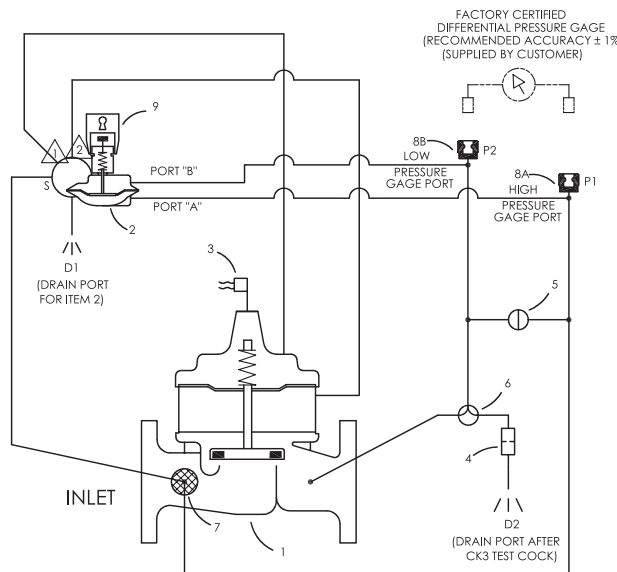 FACTORY CERTIFIED
DIFFERENTIAL PRESSURE GAGE
(RECOMMENDED ACCURACY ± 1%
(SUPPLIED BY CUSTOMER)
9
8B
P2
LOW
PRESSURE
GAGE PORT
8A
P1
HIGH
PRESSURE
GAGE PORT
1
2
S
PORT "B"
PORT "A"
2
D1
(DRAIN PORT
FOR ITEM 2)
3
5
6
4
INLET
7
1
D2
(DRAIN PORT AFTER
CK3 TEST COCK)